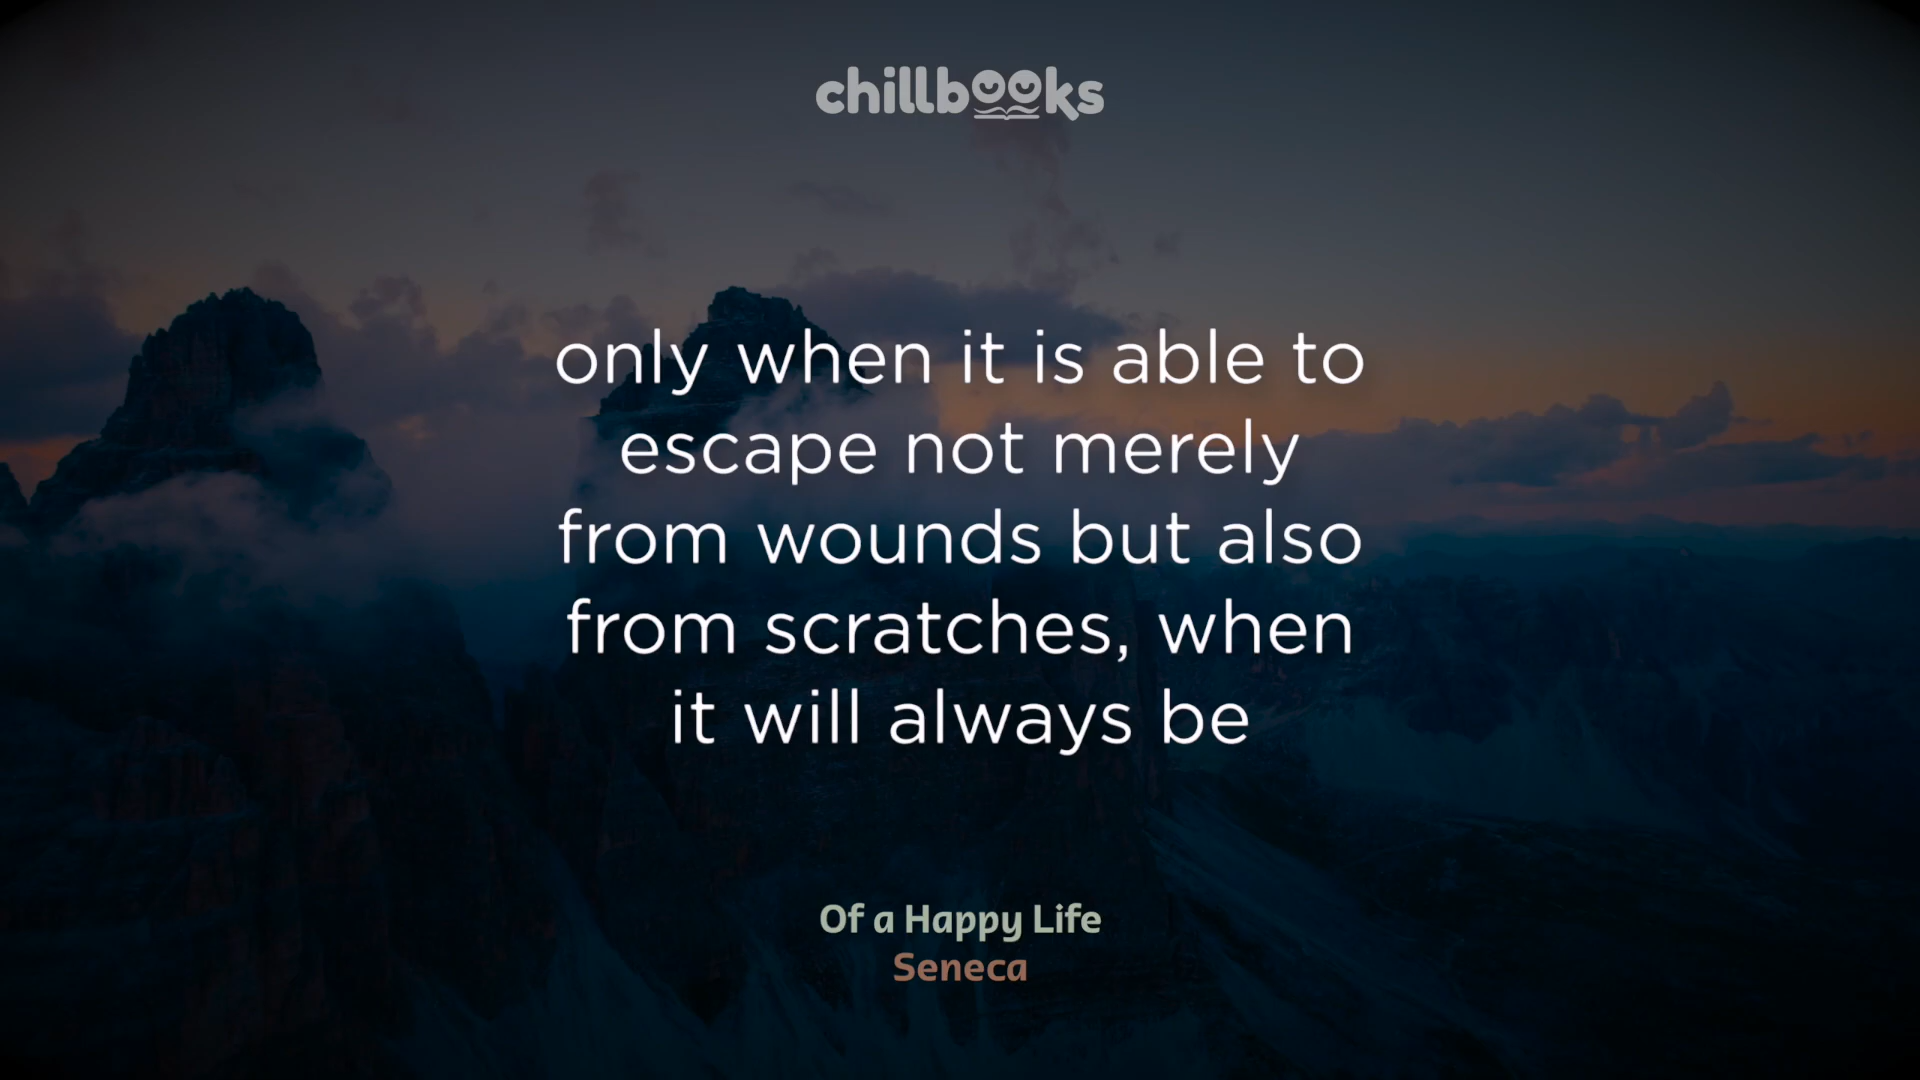 chillbooks
only when it is able to
escape not merely
from wounds but also
from scratches, when
it will always be
Of a Happy Life
Seneca